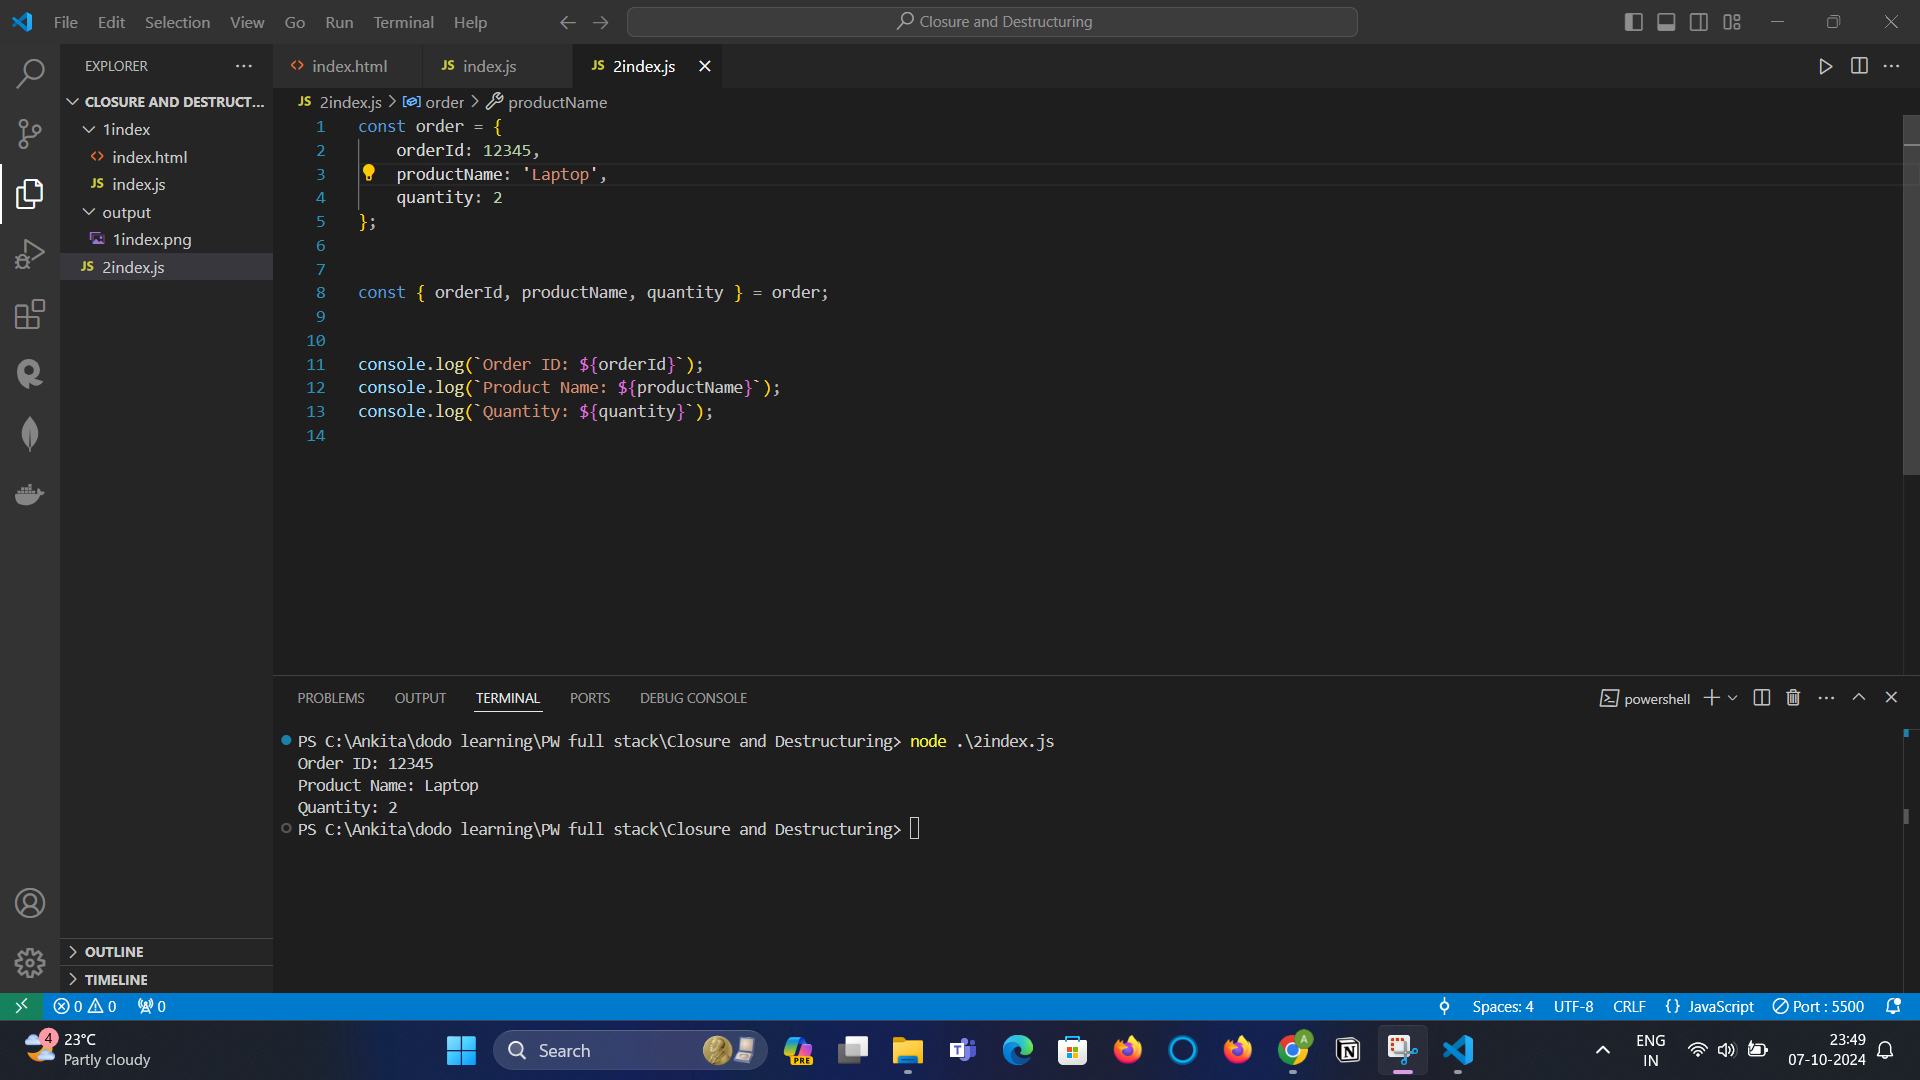 File Edit Selection View Go Run Terminal Help
Closure and Destructuring
EXPLORER
CLOSURE AND DESTRUCT...
1index
index.html
JS index.js
output
1index.png
JS 2index.js
OUTLINE
TIMELINE
index.html
JS index.js
JS 2index.js
JS 2index.js > order > productName
1 const order = {
2     orderId: 12345,
3     productName: 'Laptop',
4     quantity: 2
5 };
6
7
8 const { orderId, productName, quantity } = order;
9
10
11 console.log(`Order ID: ${orderId}`);
12 console.log(`Product Name: ${productName}`);
13 console.log(`Quantity: ${quantity}`);
14
PROBLEMS OUTPUT TERMINAL PORTS DEBUG CONSOLE
powershell
PS C:\Ankita\dodo learning\PW full stack\Closure and Destructuring> node .\2index.js
Order ID: 12345
Product Name: Laptop
Quantity: 2
PS C:\Ankita\dodo learning\PW full stack\Closure and Destructuring>
0 0 0
Spaces: 4 UTF-8 CRLF {} JavaScript Port : 5500
4
23°C
Partly cloudy
Search
PRE
A
ENG
IN
23:49
07-10-2024